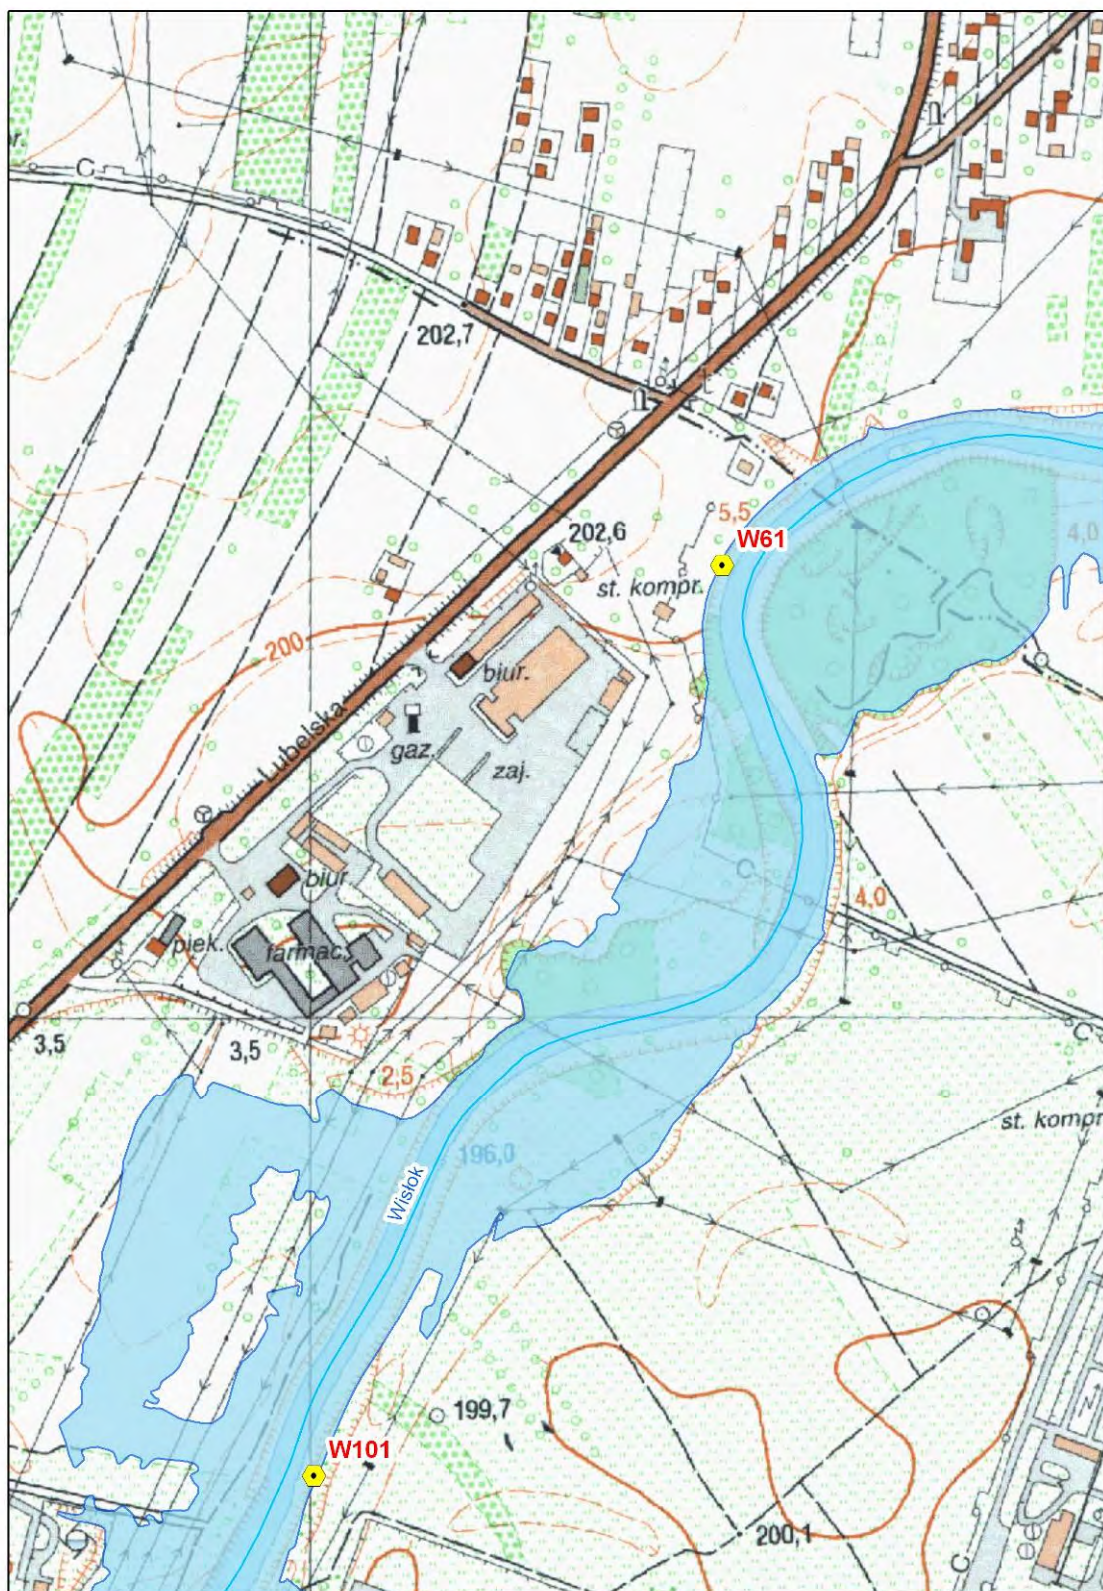 C
202,7
n
n
t
5,5
W61
4,0
202,6
st. kompr.
200
biur.
Lubelska
gaz.
zaj.
C
4,0
biur
piek.
farmac.
3,5
3,5
2,5
C
st. kompr
196,0
Wisłok
199,7
W101
200,1
C